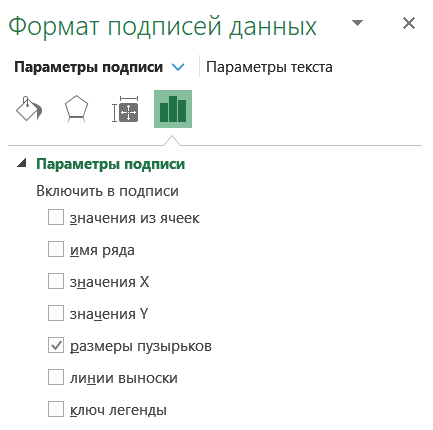 Формат подписей данных
Параметры подписи Параметры текста
Параметры подписи
Включить в подписи
значения из ячеек
имя ряда
значения X
значения Y
размеры пузырьков
линии выноски
ключ легенды